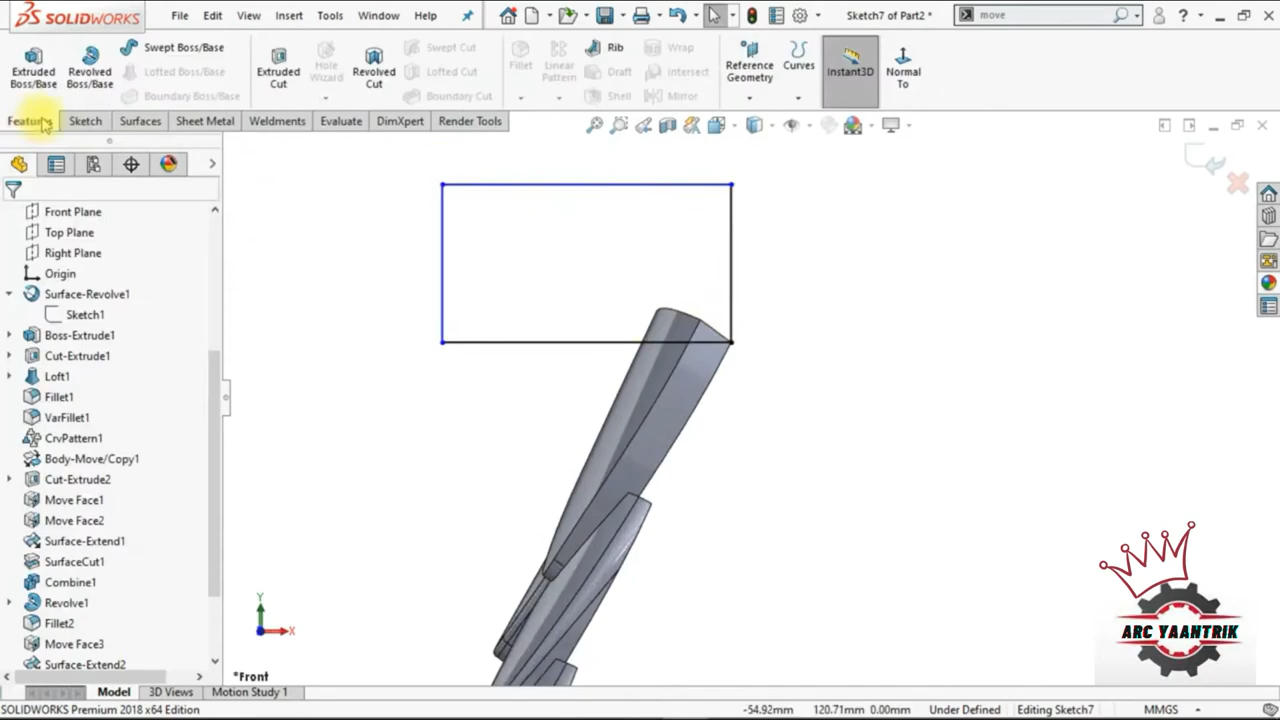 SOLIDWORKS
File Edit View Insert Tools Window Help
Sketch7 of Part2 *
move
Extruded Boss/Base
Revolved Boss/Base
Swept Boss/Base
Lofted Boss/Base
Boundary Boss/Base
Extruded Cut
Hole Wizard
Revolved Cut
Swept Cut
Lofted Cut
Boundary Cut
Fillet
Linear Pattern
Rib
Draft
Shell
Wrap
Intersect
Mirror
Reference Geometry
Curves
Instant3D
Normal To
Features Sketch Surfaces Sheet Metal Weldments Evaluate DimXpert Render Tools
Front Plane
Top Plane
Right Plane
Origin
Surface-Revolve1
Sketch1
Boss-Extrude1
Cut-Extrude1
Loft1
Fillet1
VarFillet1
CrvPattern1
Body-Move/Copy1
Cut-Extrude2
Move Face1
Move Face2
Surface-Extend1
SurfaceCut1
Combine1
Revolve1
Fillet2
Move Face3
Surface-Extend2
Y
X
*Front
ARC YAANTRIK
Model 3D Views Motion Study 1
SOLIDWORKS Premium 2018 x64 Edition -54.92mm 120.71mm 0.00mm Under Defined Editing Sketch7 MMGS